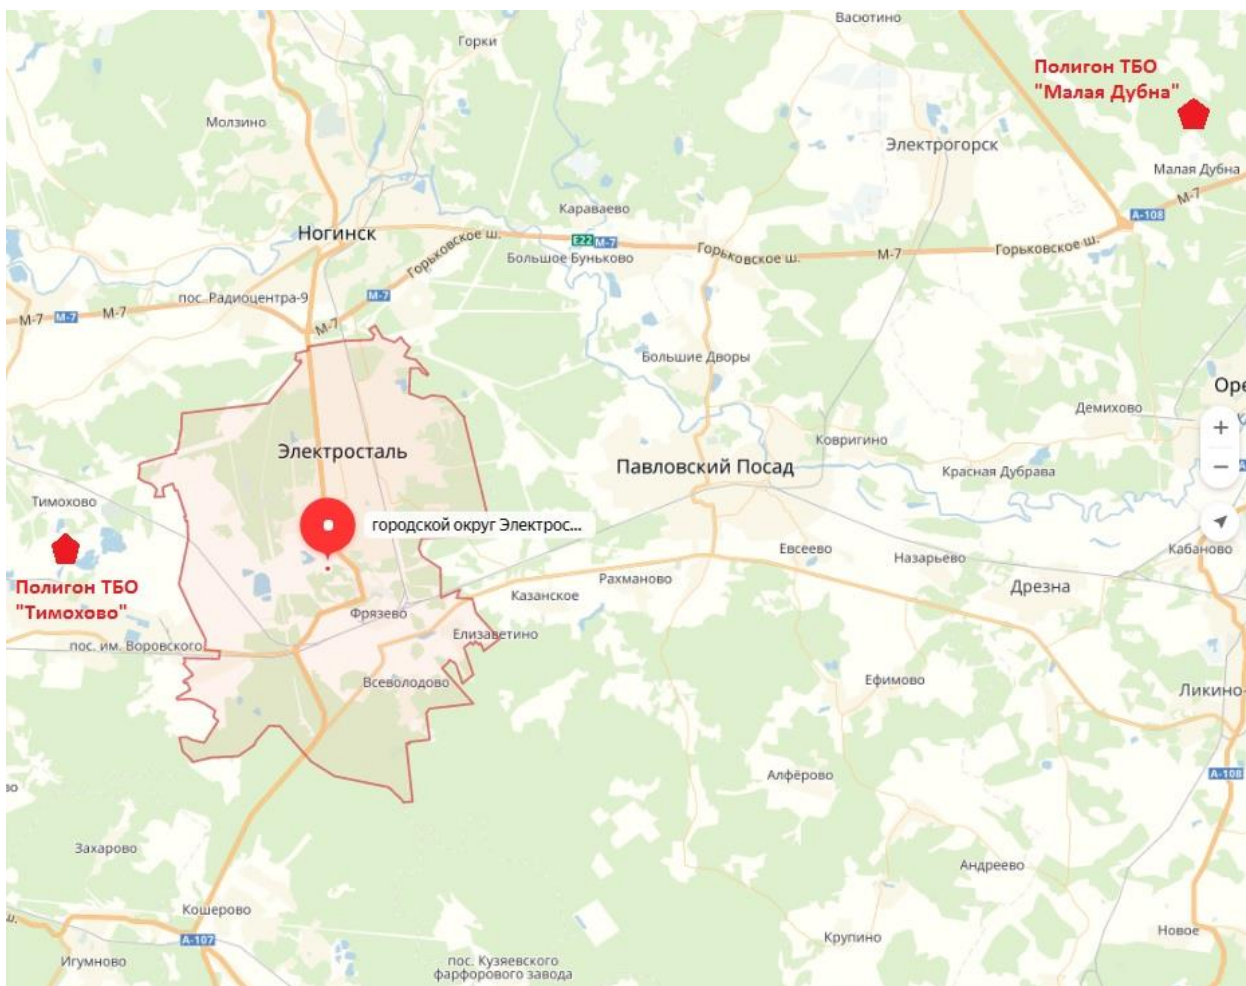 Васютино
Горки
Полигон ТБО
"Малая Дубна"
Молзино
Электрогорск
Малая Дубна
М-7
А-108
Караваево
Ногинск
Е22 М-7
Горьковское ш.
Горьковское ш.
М-7
Горьковское ш.
Большое Буньково
пос. Радиоцентра-9
М-7
М-7
М-7
М-7
М-7
Большие Дворы
Оре
Демихово
Электросталь
Ковригино
Павловский Посад
Красная Дубрава
Тимохово
городской округ Электрос...
Полигон ТБО
"Тимохово"
Евсеево
Назарьево
Кабаново
Рахманово
Дрезна
Казанское
Фрязево
Елизаветино
пос. им. Воровского
Всеволодово
Ефимово
Ликино-
А-108
Алфёрово
Захарово
Андреево
Кошерово
ш.
А-107
Крупино
Новое
Игумново
пос. Кузяевского
фарфорового завода